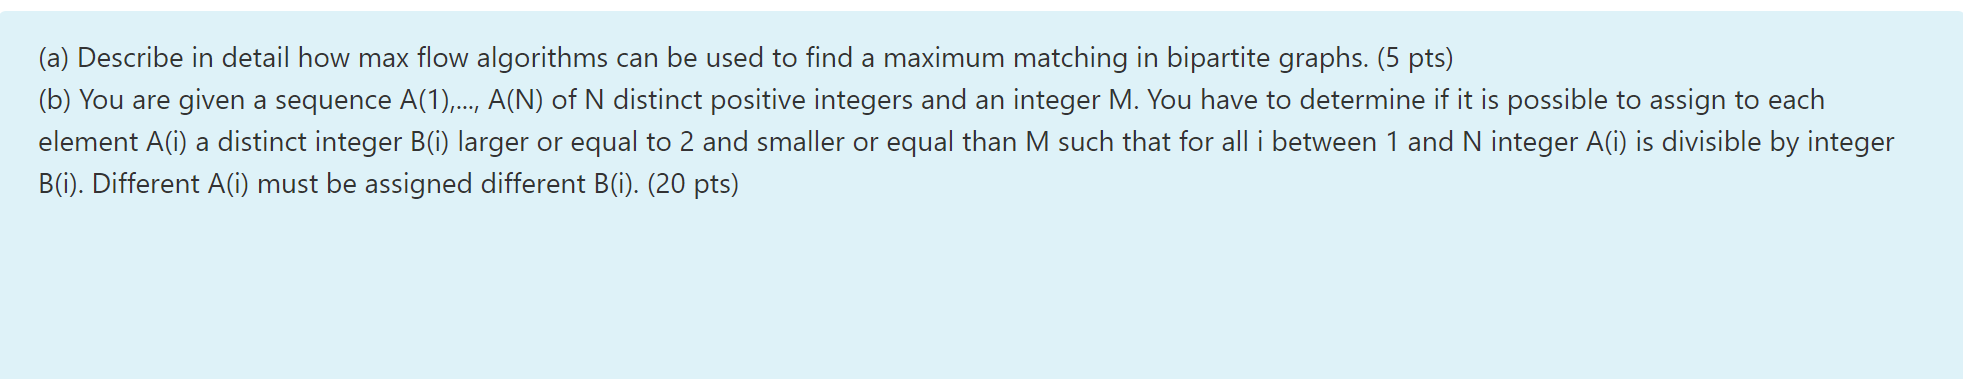 (a) Describe in detail how max flow algorithms can be used to find a maximum matching in bipartite graphs. (5 pts)
(b) You are given a sequence A(1),..., A(N) of N distinct positive integers and an integer M. You have to determine if it is possible to assign to each
element A(i) a distinct integer B(i) larger or equal to 2 and smaller or equal than M such that for all i between 1 and N integer A(i) is divisible by integer
B(i). Different A(i) must be assigned different B(i). (20 pts)